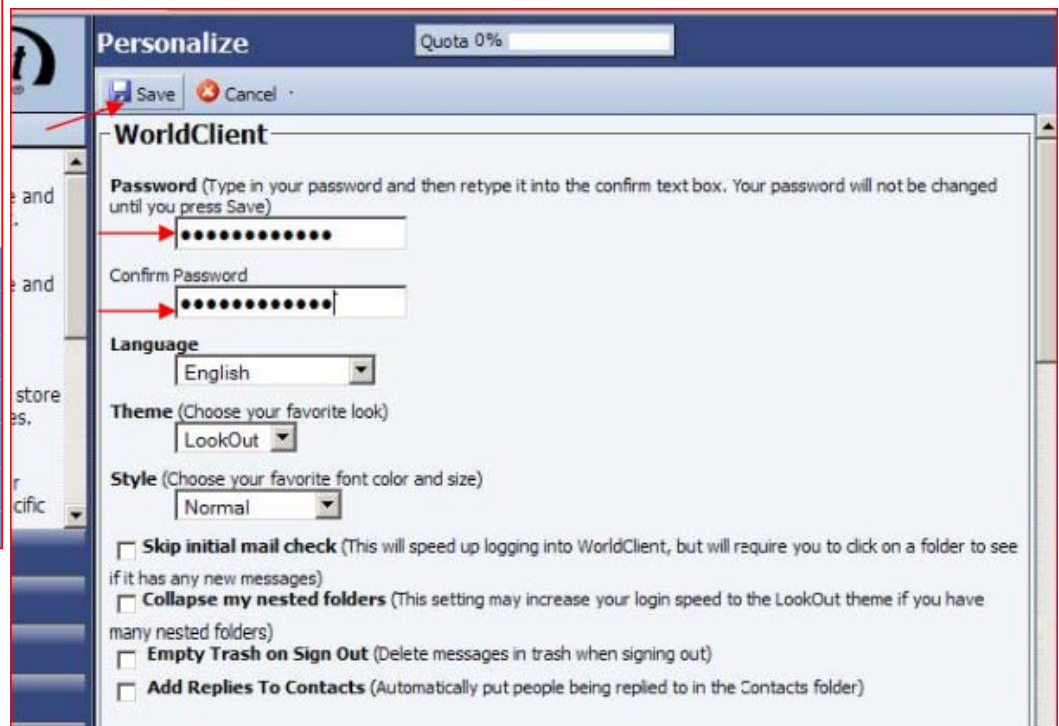 Personalize
Quota 0%
Save Cancel
WorldClient
and
and
store
es.
cific
Password (Type in your password and then retype it into the confirm text box. Your password will not be changed
until you press Save)
●●●●●●●●●●●●
Confirm Password
●●●●●●●●●●●●
Language
English
Theme (Choose your favorite look)
LookOut
Style (Choose your favorite font color and size)
Normal
Skip initial mail check (This will speed up logging into WorldClient, but will require you to click on a folder to see
if it has any new messages)
Collapse my nested folders (This setting may increase your login speed to the LookOut theme if you have
many nested folders)
Empty Trash on Sign Out (Delete messages in trash when signing out)
Add Replies To Contacts (Automatically put people being replied to in the Contacts folder)